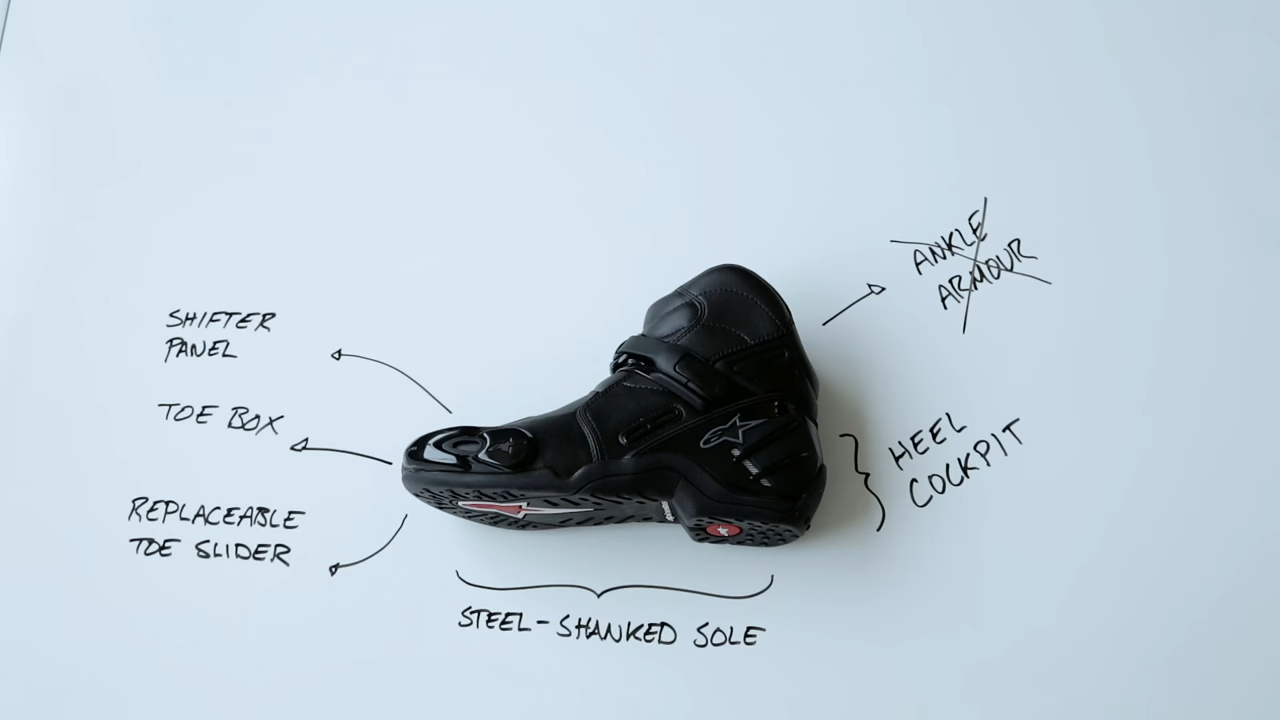 SHIFTER
PANEL
TOE BOX
REPLACEABLE
TOE SLIDER
STEEL-SHANKED SOLE
ANKLE
ARMOUR
HEEL
COCKPIT